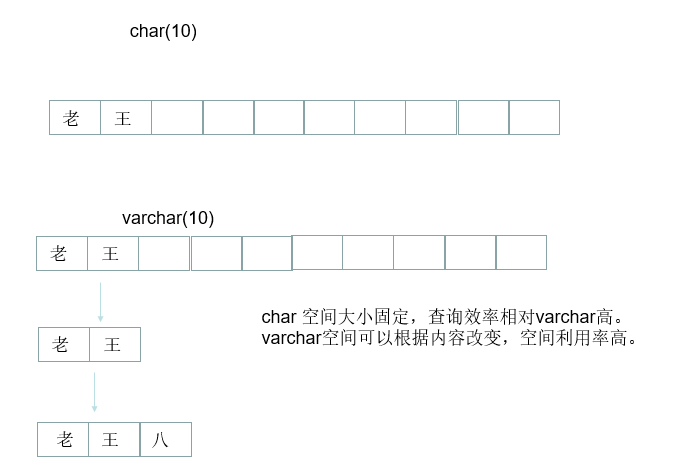 char(10)
老 王
varchar(10)
老 王
char 空间大小固定，查询效率相对varchar高。
varchar空间可以根据内容改变，空间利用率高。
老 王
老 王 八